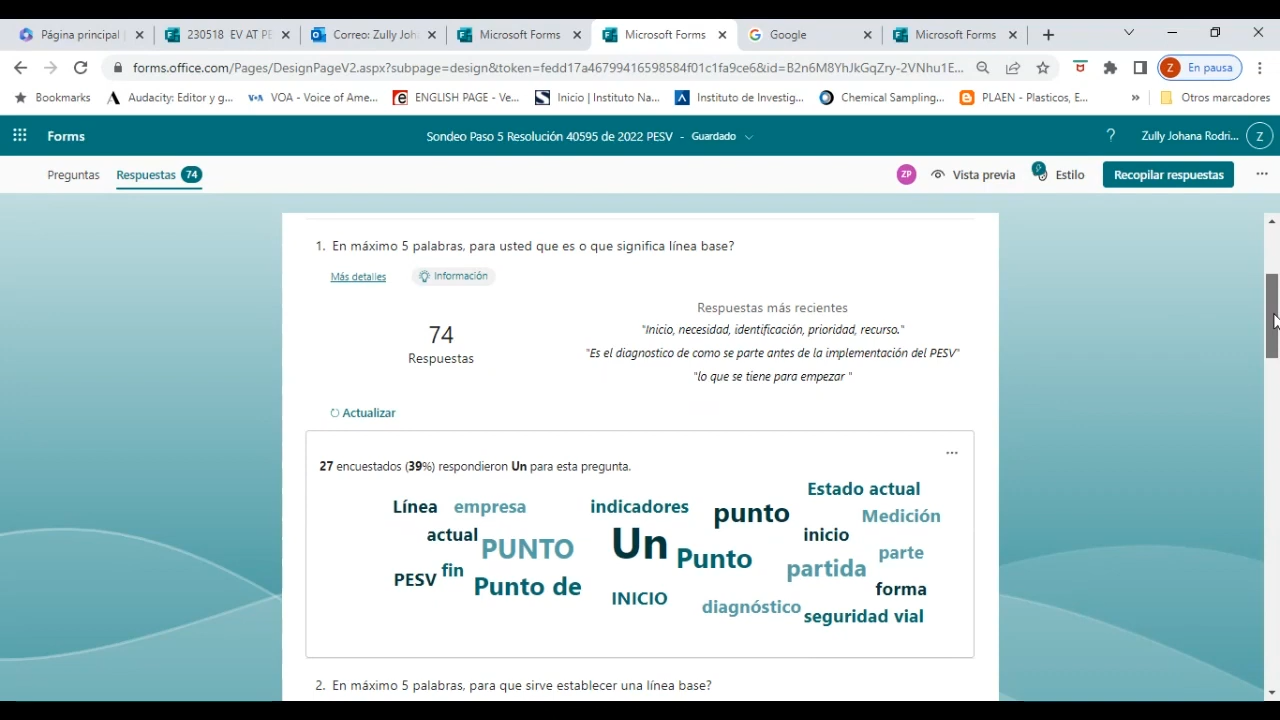 Página principal
230518 EV AT PE
Correo: Zully Joh
Microsoft Forms
Microsoft Forms
Google
Microsoft Forms
forms.office.com/Pages/DesignPageV2.aspx?subpage=design&token=fedd17a46799416598584f01c1fa9ce6&id=B2n6M8YhJkGqZry-2VNhu1E...
Z En pausa
Bookmarks
Audacity: Editor y g...
VOA - Voice of Ame...
ENGLISH PAGE - Ve...
Inicio | Instituto Na...
Instituto de Investig...
Chemical Sampling...
PLAEN - Plasticos, E...
»
Otros marcadores
Forms
Sondeo Paso 5 Resolución 40595 de 2022 PESV - Guardado
? Zully Johana Rodri... Z
Preguntas
Respuestas 74
ZP
Vista previa
Estilo
Recopilar respuestas
...
1. En máximo 5 palabras, para usted que es o que significa línea base?
Más detalles
Información
Respuestas más recientes
"Inicio, necesidad, identificación, prioridad, recurso."
74
Respuestas
"Es el diagnostico de como se parte antes de la implementación del PESV"
"lo que se tiene para empezar "
Actualizar
...
27 encuestados (39%) respondieron Un para esta pregunta.
Estado actual
Línea empresa indicadores punto Medición
actual PUNTO Un Punto inicio parte
PESV fin Punto de INICIO partida forma
diagnóstico seguridad vial
2. En máximo 5 palabras, para que sirve establecer una línea base?